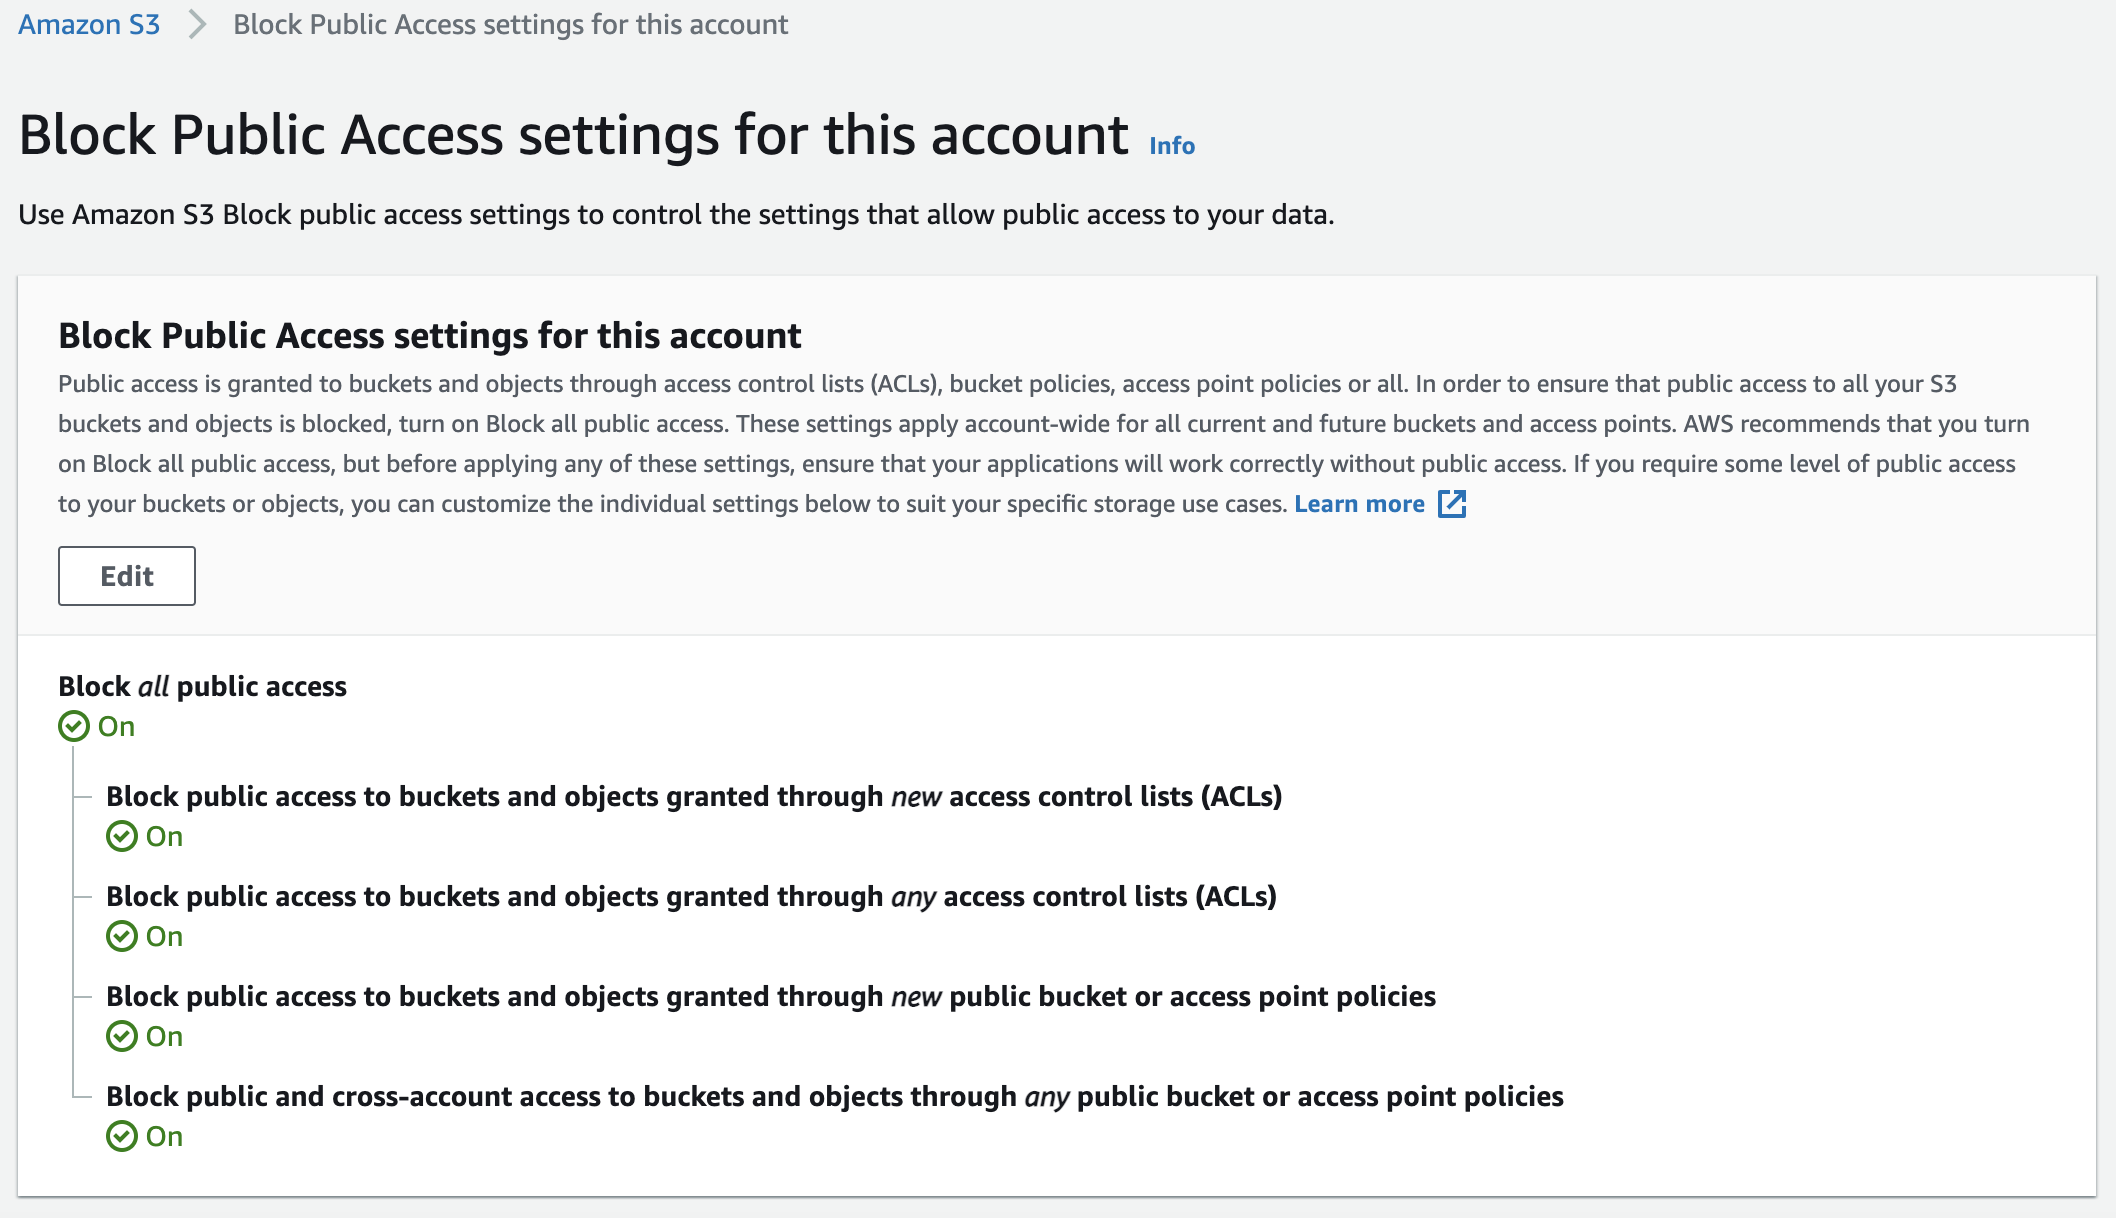 Amazon S3 > Block Public Access settings for this account
Block Public Access settings for this account Info
Use Amazon S3 Block public access settings to control the settings that allow public access to your data.
Block Public Access settings for this account
Public access is granted to buckets and objects through access control lists (ACLs), bucket policies, access point policies or all. In order to ensure that public access to all your S3
buckets and objects is blocked, turn on Block all public access. These settings apply account-wide for all current and future buckets and access points. AWS recommends that you turn
on Block all public access, but before applying any of these settings, ensure that your applications will work correctly without public access. If you require some level of public access
to your buckets or objects, you can customize the individual settings below to suit your specific storage use cases. Learn more
Edit
Block all public access
On
Block public access to buckets and objects granted through new access control lists (ACLs)
On
Block public access to buckets and objects granted through any access control lists (ACLs)
On
Block public access to buckets and objects granted through new public bucket or access point policies
On
Block public and cross-account access to buckets and objects through any public bucket or access point policies
On